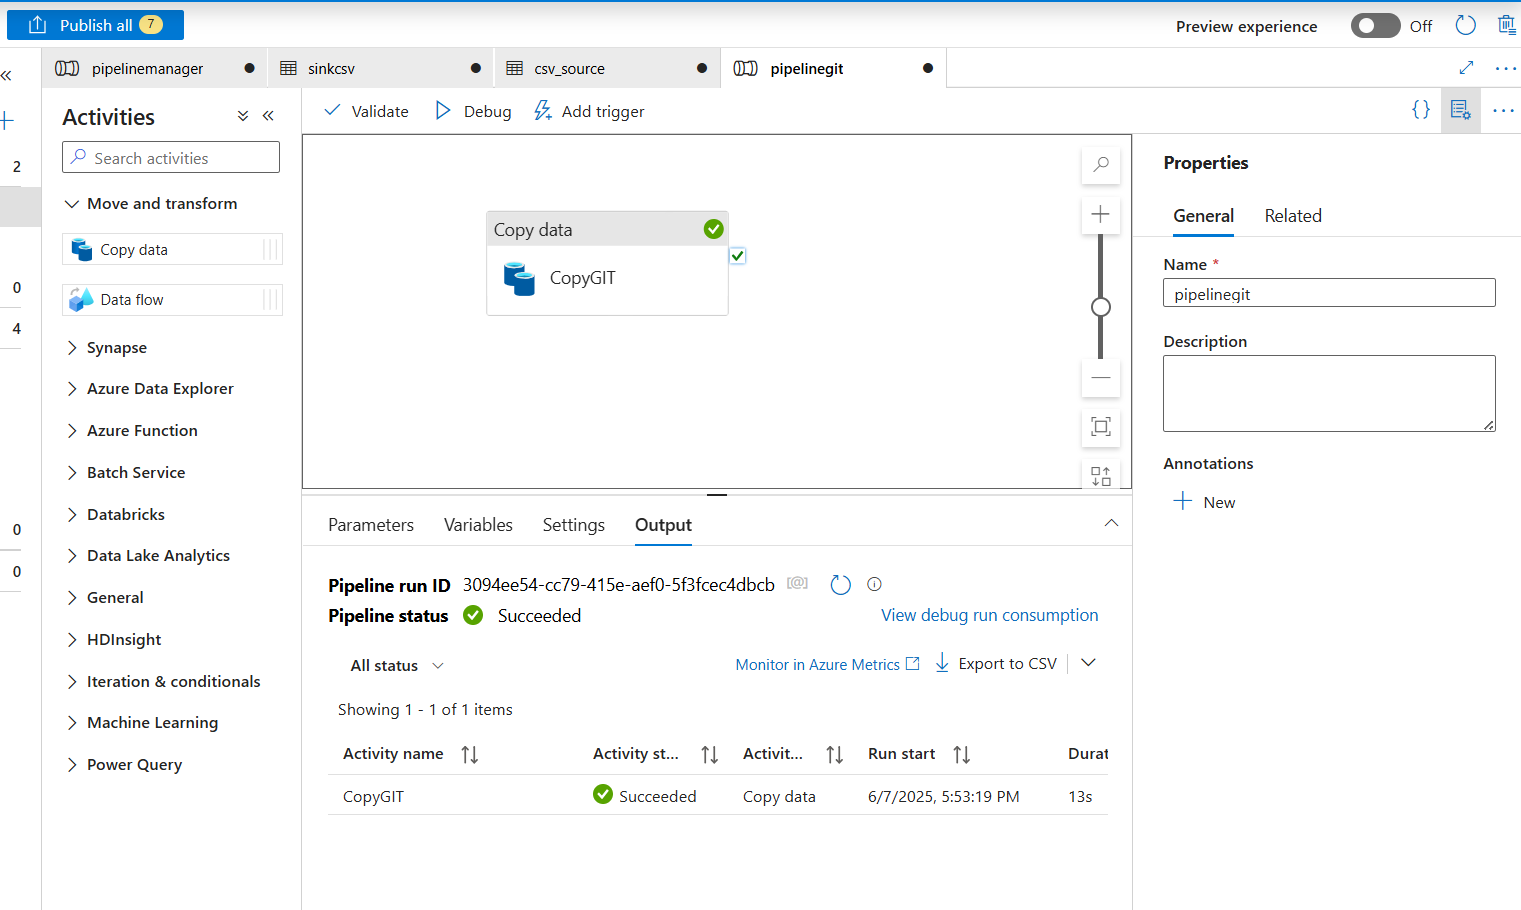 Publish all 7
Preview experience Off
pipelinemanager
sinkcsv
csv_source
pipelinegit
2
0
4
0
0
Activities
Search activities
Move and transform
Copy data
Data flow
Synapse
Azure Data Explorer
Azure Function
Batch Service
Databricks
Data Lake Analytics
General
HDInsight
Iteration & conditionals
Machine Learning
Power Query
Validate Debug Add trigger
Copy data
CopyGIT
Parameters Variables Settings Output
Pipeline run ID 3094ee54-cc79-415e-aef0-5f3fcec4dbcb
Pipeline status Succeeded
View debug run consumption
All status
Monitor in Azure Metrics Export to CSV
Showing 1 - 1 of 1 items
Activity name Activity st... Activit... Run start Durat
CopyGIT Succeeded Copy data 6/7/2025, 5:53:19 PM 13s
Properties
General Related
Name *
pipelinegit
Description
Annotations
New